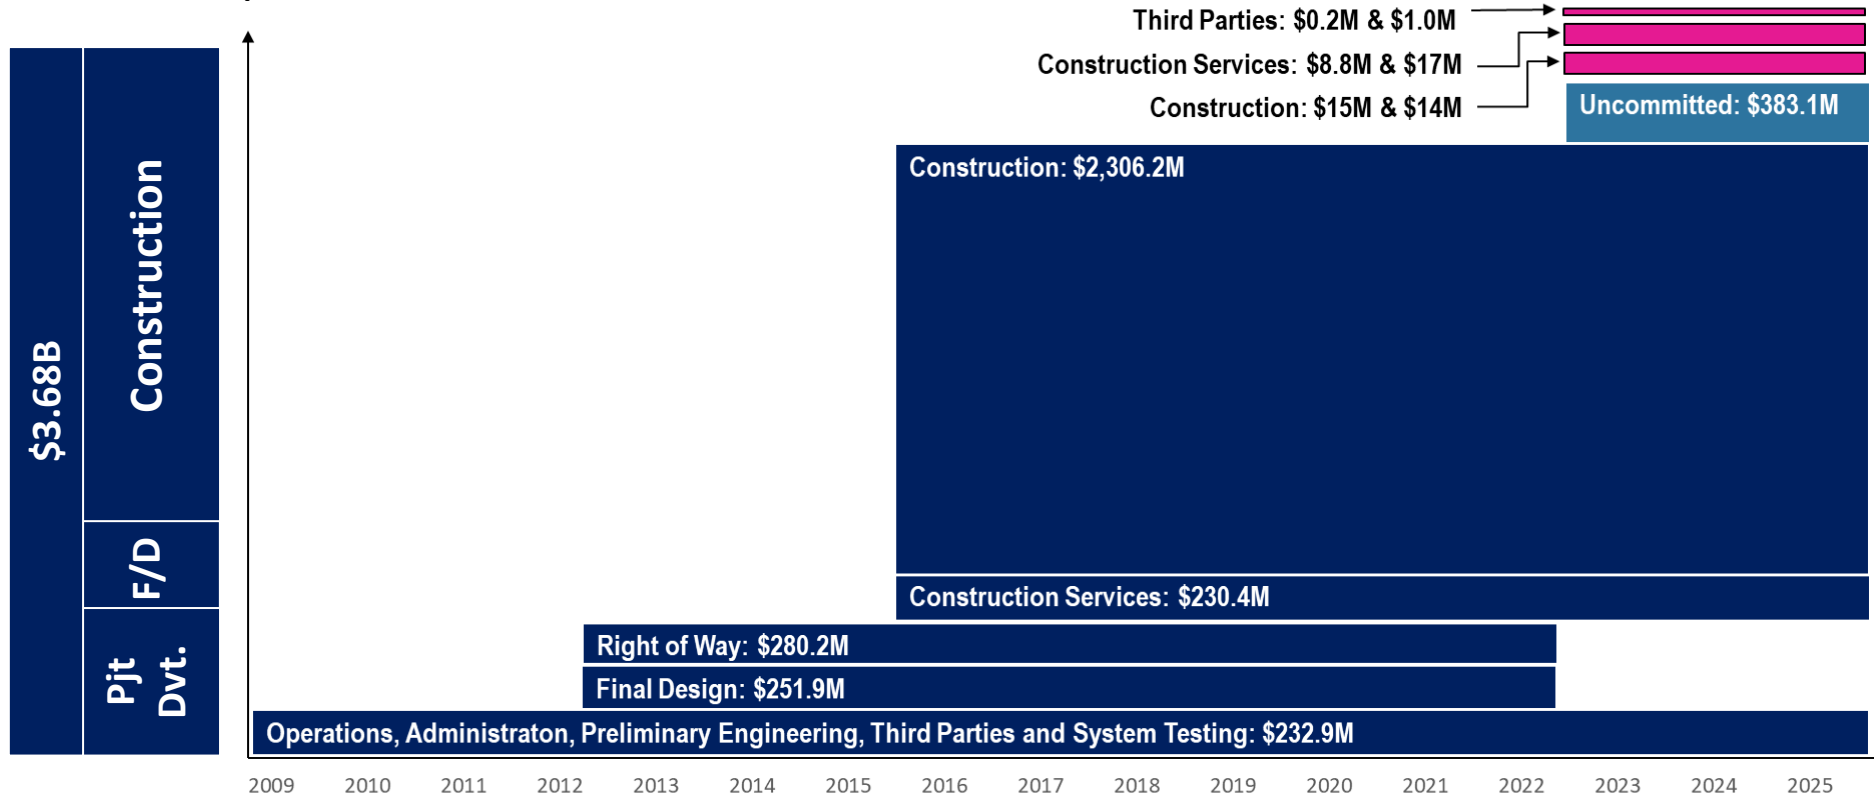 Third Parties: $0.2M & $1.0M
Construction Services: $8.8M & $17M
Construction: $15M & $14M
Uncommitted: $383.1M
$3.68B
Construction
F/D
Pjt
Dvt.
Construction: $2,306.2M
Construction Services: $230.4M
Right of Way: $280.2M
Final Design: $251.9M
Operations, Administraton, Preliminary Engineering, Third Parties and System Testing: $232.9M
2009 2010 2011 2012 2013 2014 2015 2016 2017 2018 2019 2020 2021 2022 2023 2024 2025